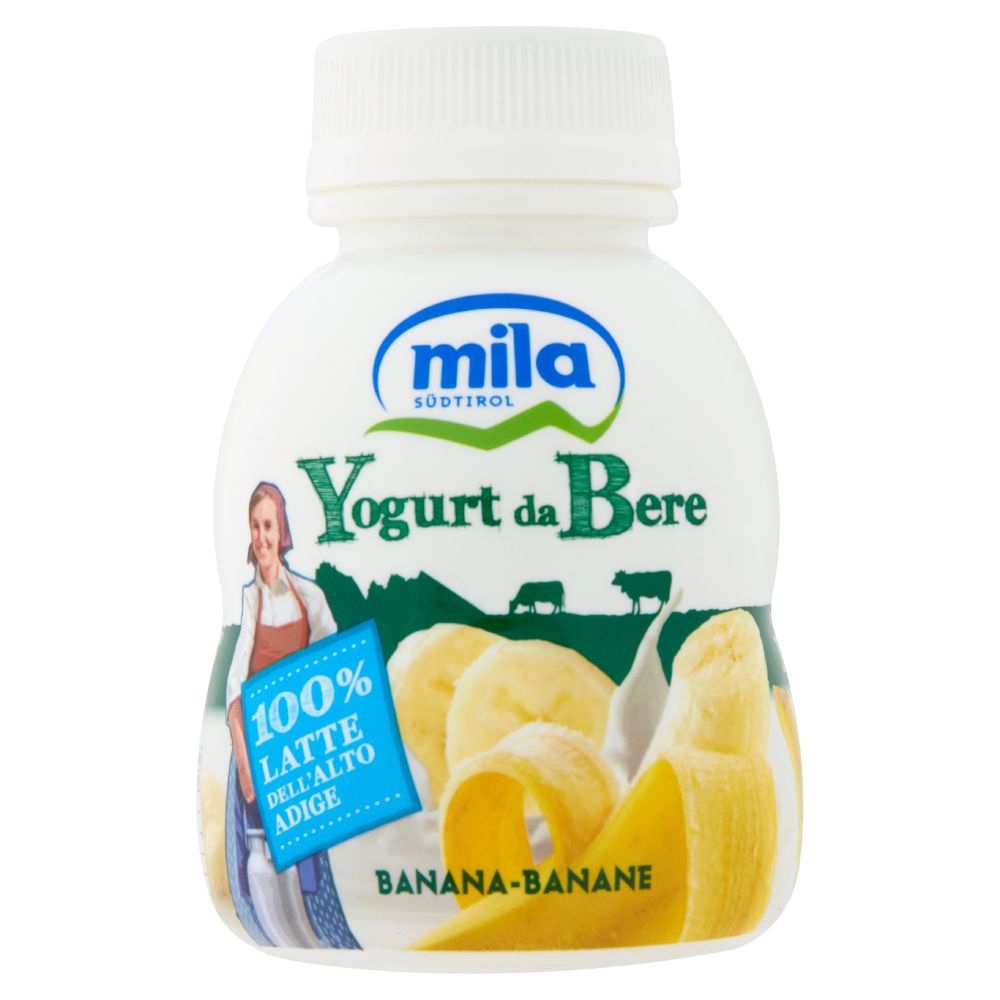 mila
SÜDTIROL
Yogurt da Bere
100%
LATTE
DELL'ALTO
ADIGE
BANANA-BANANE